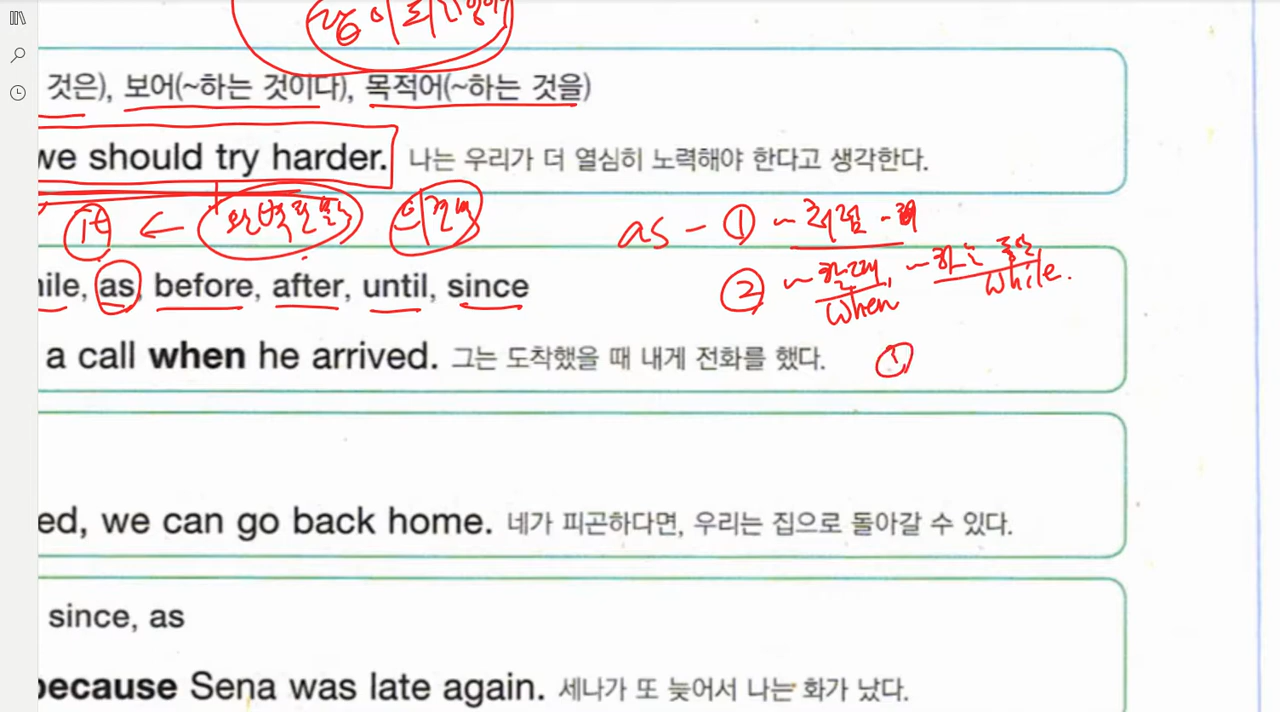 것은), 보어(~하는 것이다), 목적어(~하는 것을)
we should try harder. 나는 우리가 더 열심히 노력해야 한다고 생각한다.
it ← 의견
as - ① ~처럼
ile, as, before, after, until, since
② ~할때, ~하는 동안
when while.
a call when he arrived. 그는 도착했을 때 내게 전화를 했다. ①
ed, we can go back home. 네가 피곤하다면, 우리는 집으로 돌아갈 수 있다.
since, as
because Sena was late again. 세나가 또 늦어서 나는 화가 났다.